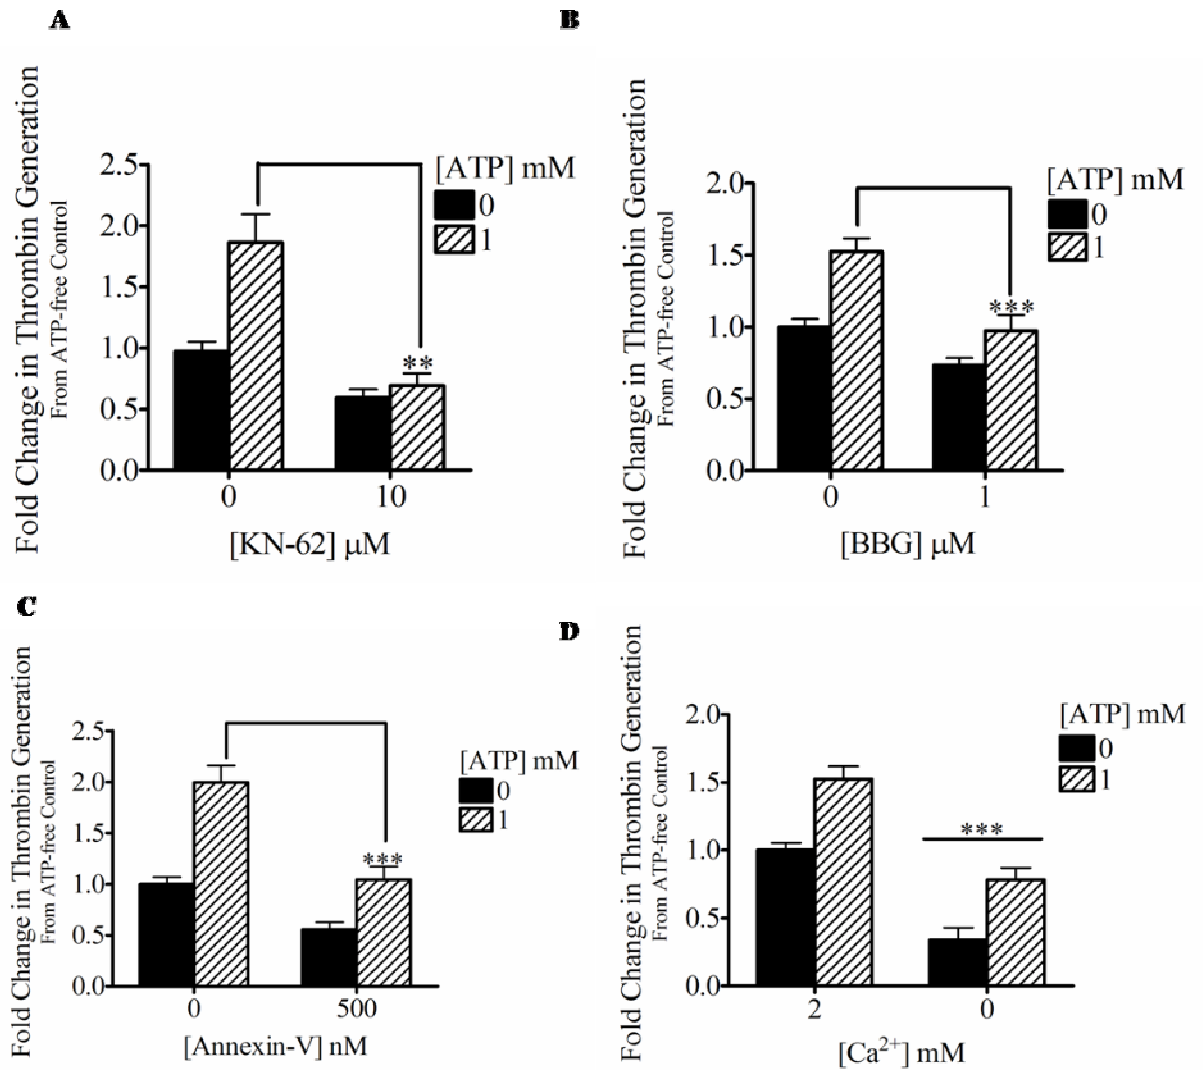 A
Fold Change in Thrombin Generation
From ATP-free Control
2.5
2.0
1.5
1.0
0.5
0.0
**
[ATP] mM
0
1
0 10
[KN-62] µM
B
Fold Change in Thrombin Generation
From ATP-free Control
2.0
1.5
1.0
0.5
0.0
***
[ATP] mM
0
1
0 1
[BBG] µM
C
Fold Change in Thrombin Generation
From ATP-free Control
2.5
2.0
1.5
1.0
0.5
0.0
***
[ATP] mM
0
1
0 500
[Annexin-V] nM
D
Fold Change in Thrombin Generation
From ATP-free Control
2.0
1.5
1.0
0.5
0.0
***
[ATP] mM
0
1
2 0
[Ca²⁺] mM